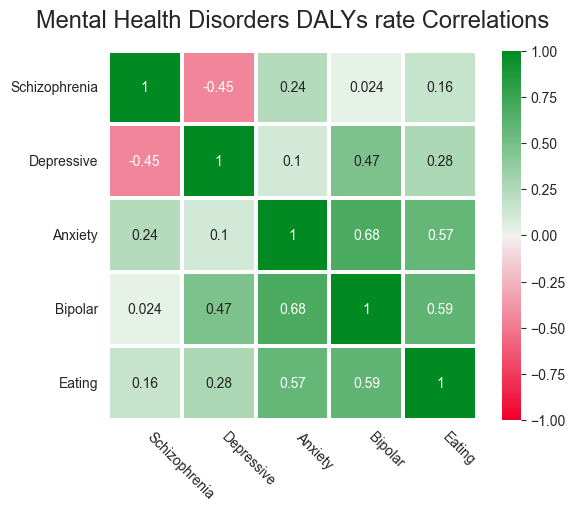 Mental Health Disorders DALYs rate Correlations
Schizophrenia 1 -0.45 0.24 0.024 0.16
Depressive -0.45 1 0.1 0.47 0.28
Anxiety 0.24 0.1 1 0.68 0.57
Bipolar 0.024 0.47 0.68 1 0.59
Eating 0.16 0.28 0.57 0.59 1
Schizophrenia Depressive Anxiety Bipolar Eating
1.00
0.75
0.50
0.25
0.00
−0.25
−0.50
−0.75
−1.00